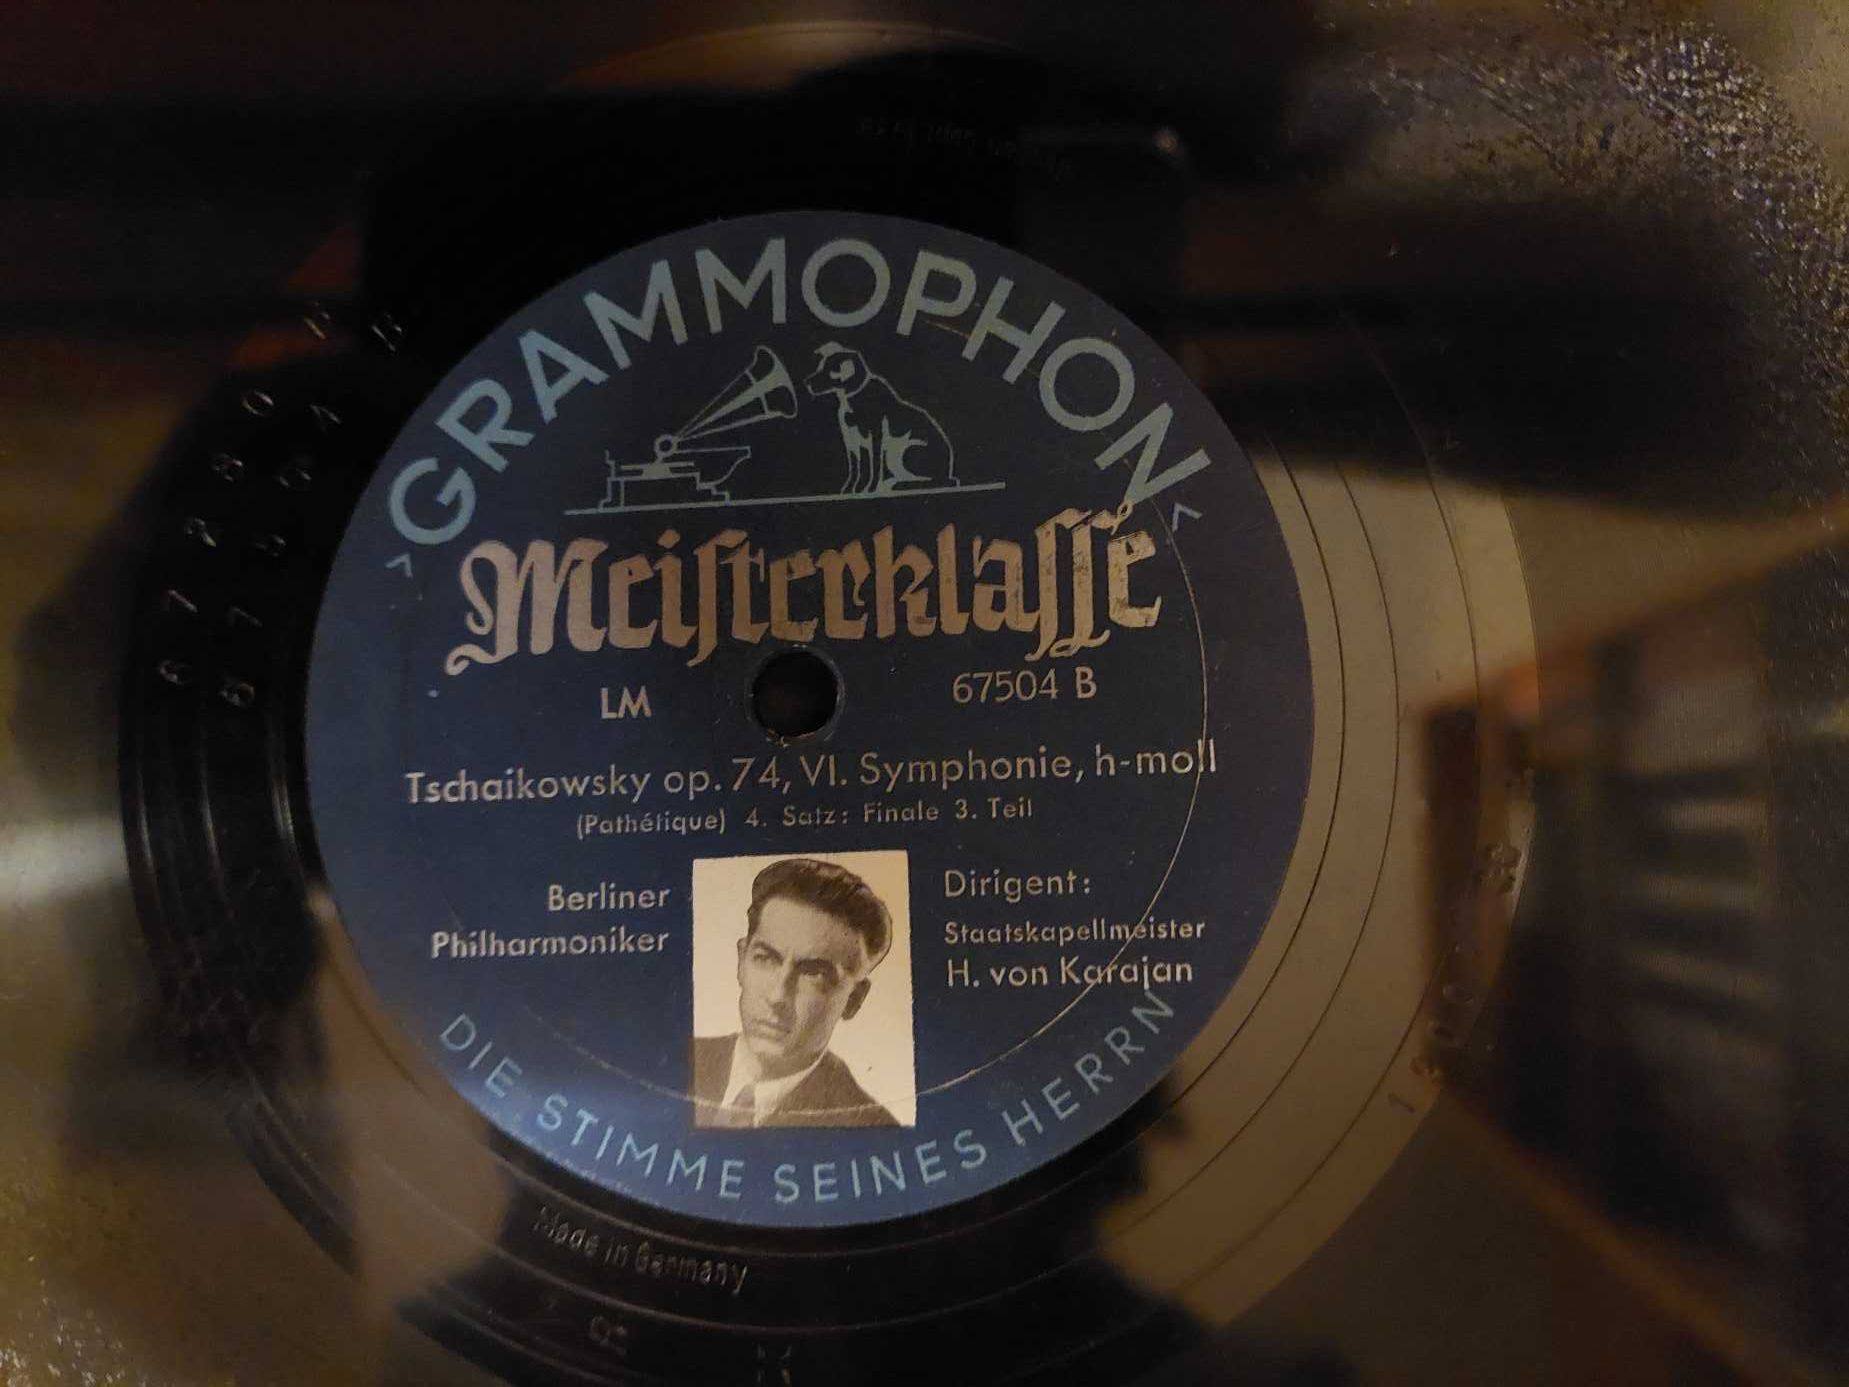 GRAMMOPHON
Meiſterklaſſe
LM
67504 B
Tschaikowsky op. 74, VI. Symphonie, h-moll
(Pathétique) 4. Satz: Finale 3. Teil
Berliner
Philharmoniker
Dirigent:
Staatskapellmeister
H. von Karajan
DIE STIMME SEINES HERRN
Made in Germany